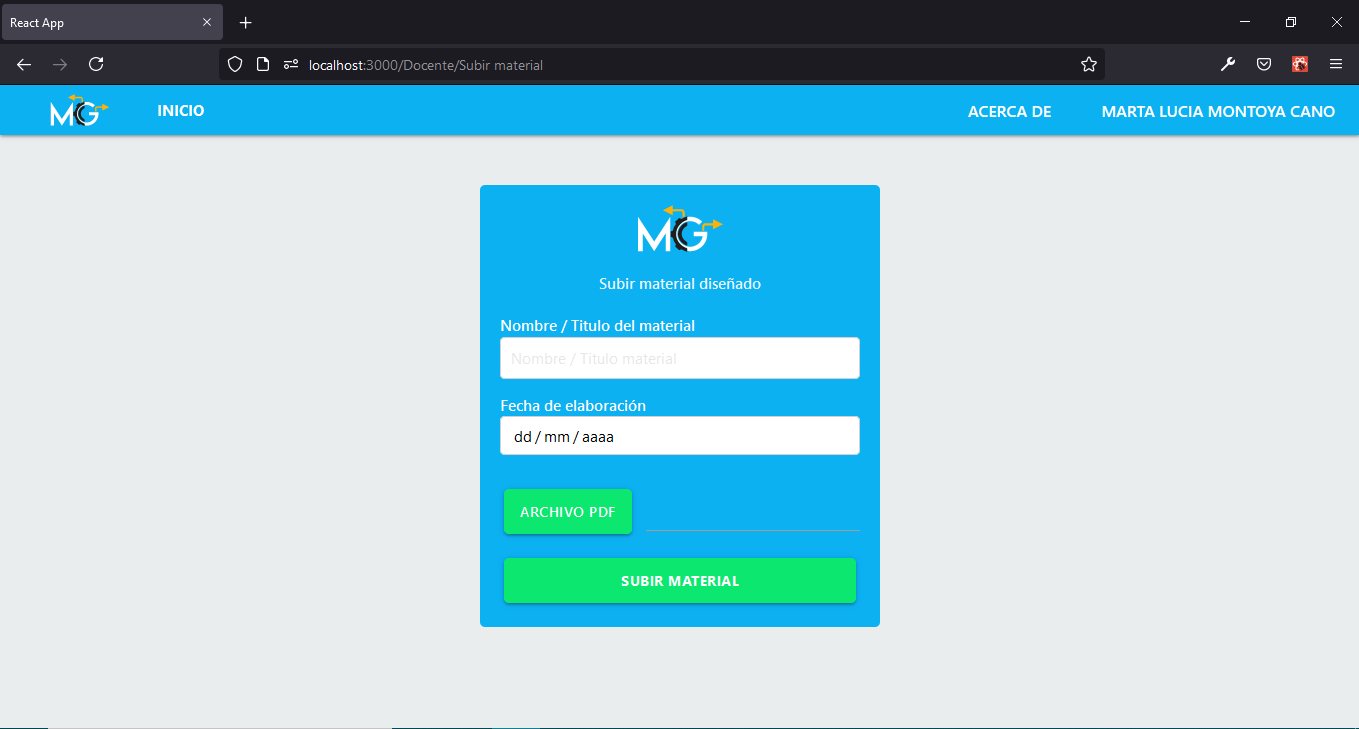 React App
localhost:3000/Docente/Subir material
MG INICIO ACERCA DE MARTA LUCIA MONTOYA CANO
MG
Subir material diseñado
Nombre / Titulo del material
Nombre / Titulo material
Fecha de elaboración
dd / mm / aaaa
ARCHIVO PDF
SUBIR MATERIAL